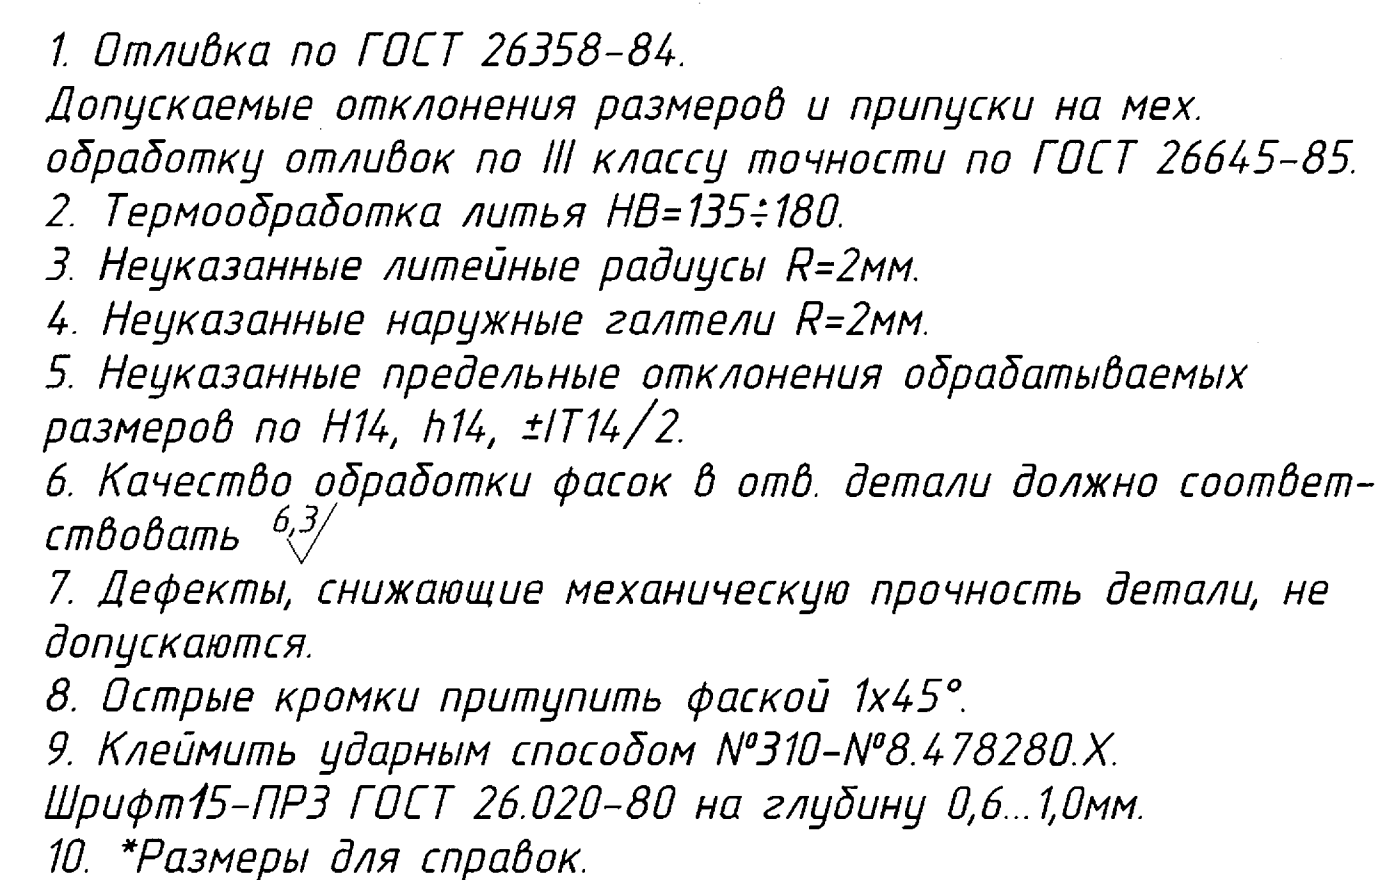 1. Отливка по ГОСТ 26358-84.
Допускаемые отклонения размеров и припуски на мех.
обработку отливок по III классу точности по ГОСТ 26645-85.
2. Термообработка литья НВ=135÷180.
3. Неуказанные литейные радиусы R=2мм.
4. Неуказанные наружные галтели R=2мм.
5. Неуказанные предельные отклонения обрабатываемых
размеров по Н14, h14, ±IT14/2.
6. Качество обработки фасок в отв. детали должно соответ-
ствовать 6,3
7. Дефекты, снижающие механическую прочность детали, не
допускаются.
8. Острые кромки притупить фаской 1х45°.
9. Клеймить ударным способом №310-№8.478280.Х.
Шрифт15-ПР3 ГОСТ 26.020-80 на глубину 0,6...1,0мм.
10. *Размеры для справок.